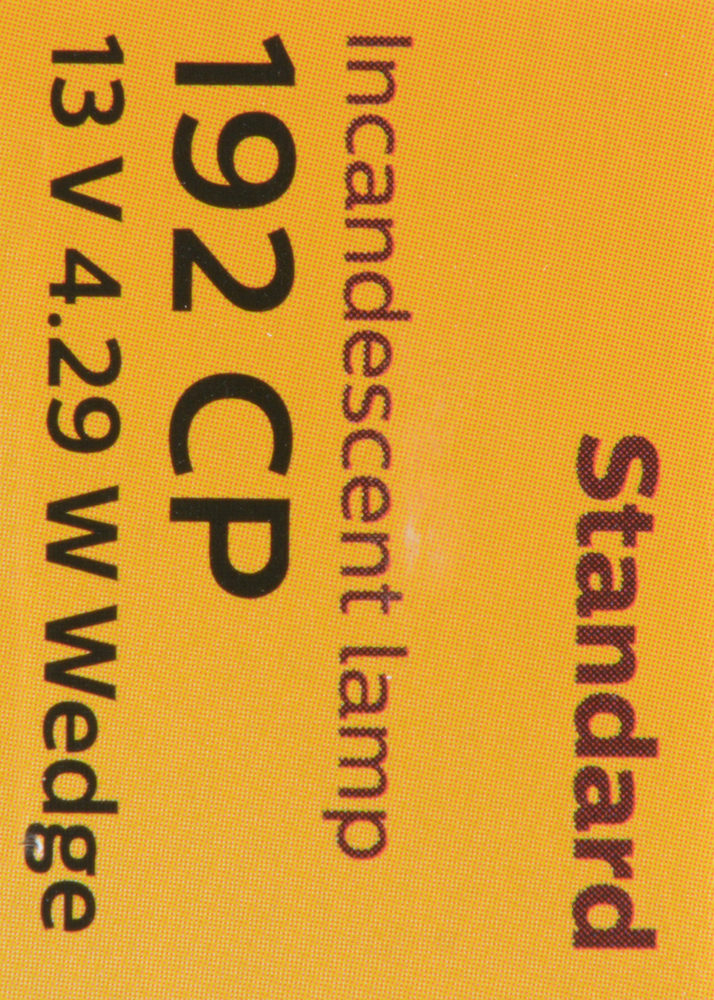 Standard
Incandescent lamp
192 CP
13 V 4.29 W Wedge